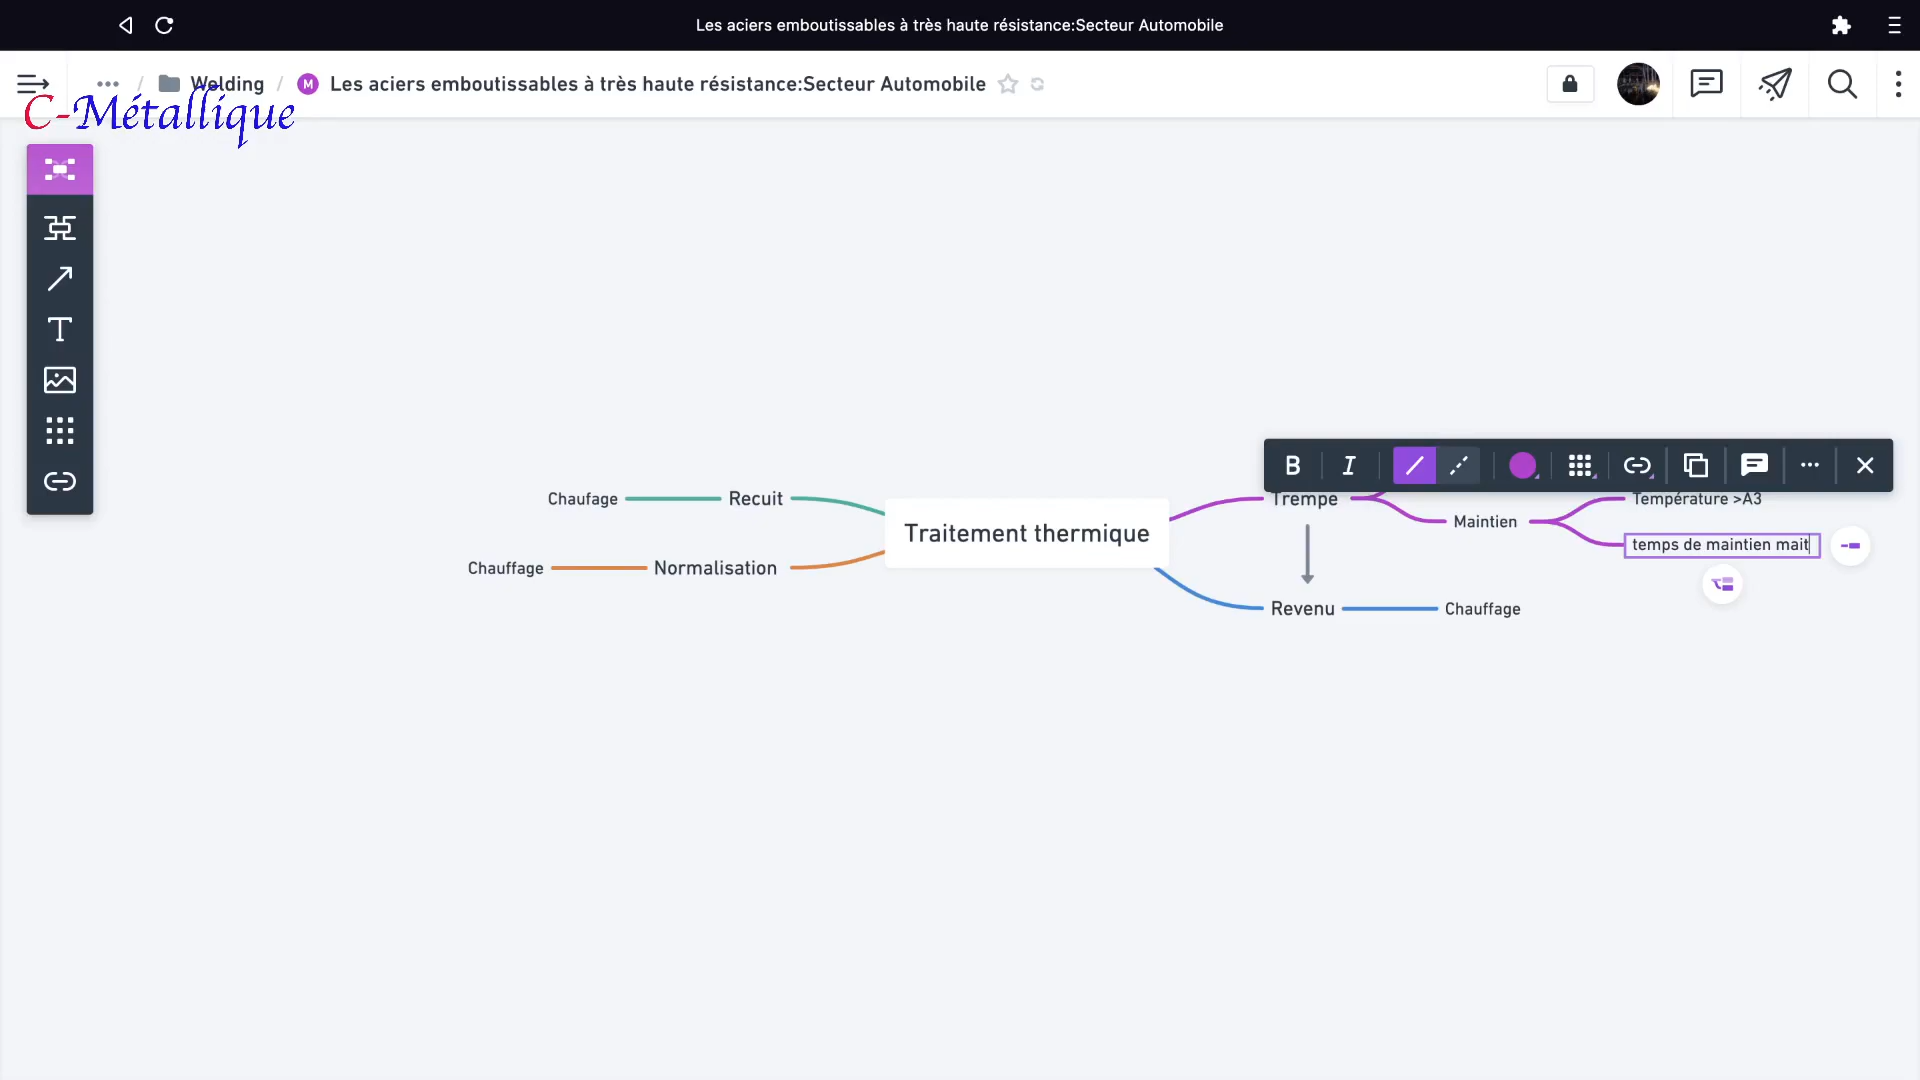 Les aciers emboutissables à très haute résistance:Secteur Automobile
/ Welding / M Les aciers emboutissables à très haute résistance:Secteur Automobile
C-Métallique
T
B I
Chaufage Recuit
Chauffage Normalisation
Traitement thermique
Trempe
Maintien
Température >A3
temps de maintien mait
Revenu Chauffage